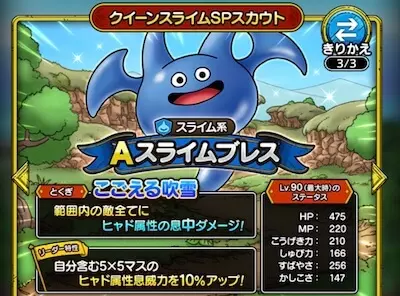 クイーンスライムSPスカウト
きりかえ
3/3
スライム系
Aスライムブレス
とくぎ こごえる吹雪
範囲内の敵全てに
ヒャド属性の息中ダメージ!
リーダー特性
自分含む5×5マスの
ヒャド属性息威力を10%アップ!
Lv.90(最大時)の
ステータス
HP: 475
MP: 220
こうげき力: 210
しゅび力: 166
すばやさ: 256
かしこさ: 147